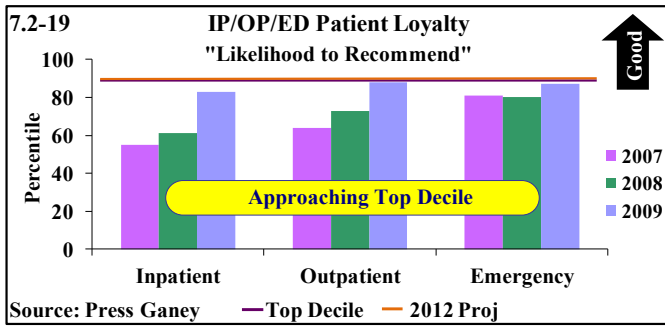 7.2-19 IP/OP/ED Patient Loyalty
"Likelihood to Recommend"
Good
Percentile
100
80
60
40
20
0
Approaching Top Decile
2007
2008
2009
Inpatient Outpatient Emergency
Source: Press Ganey Top Decile 2012 Proj